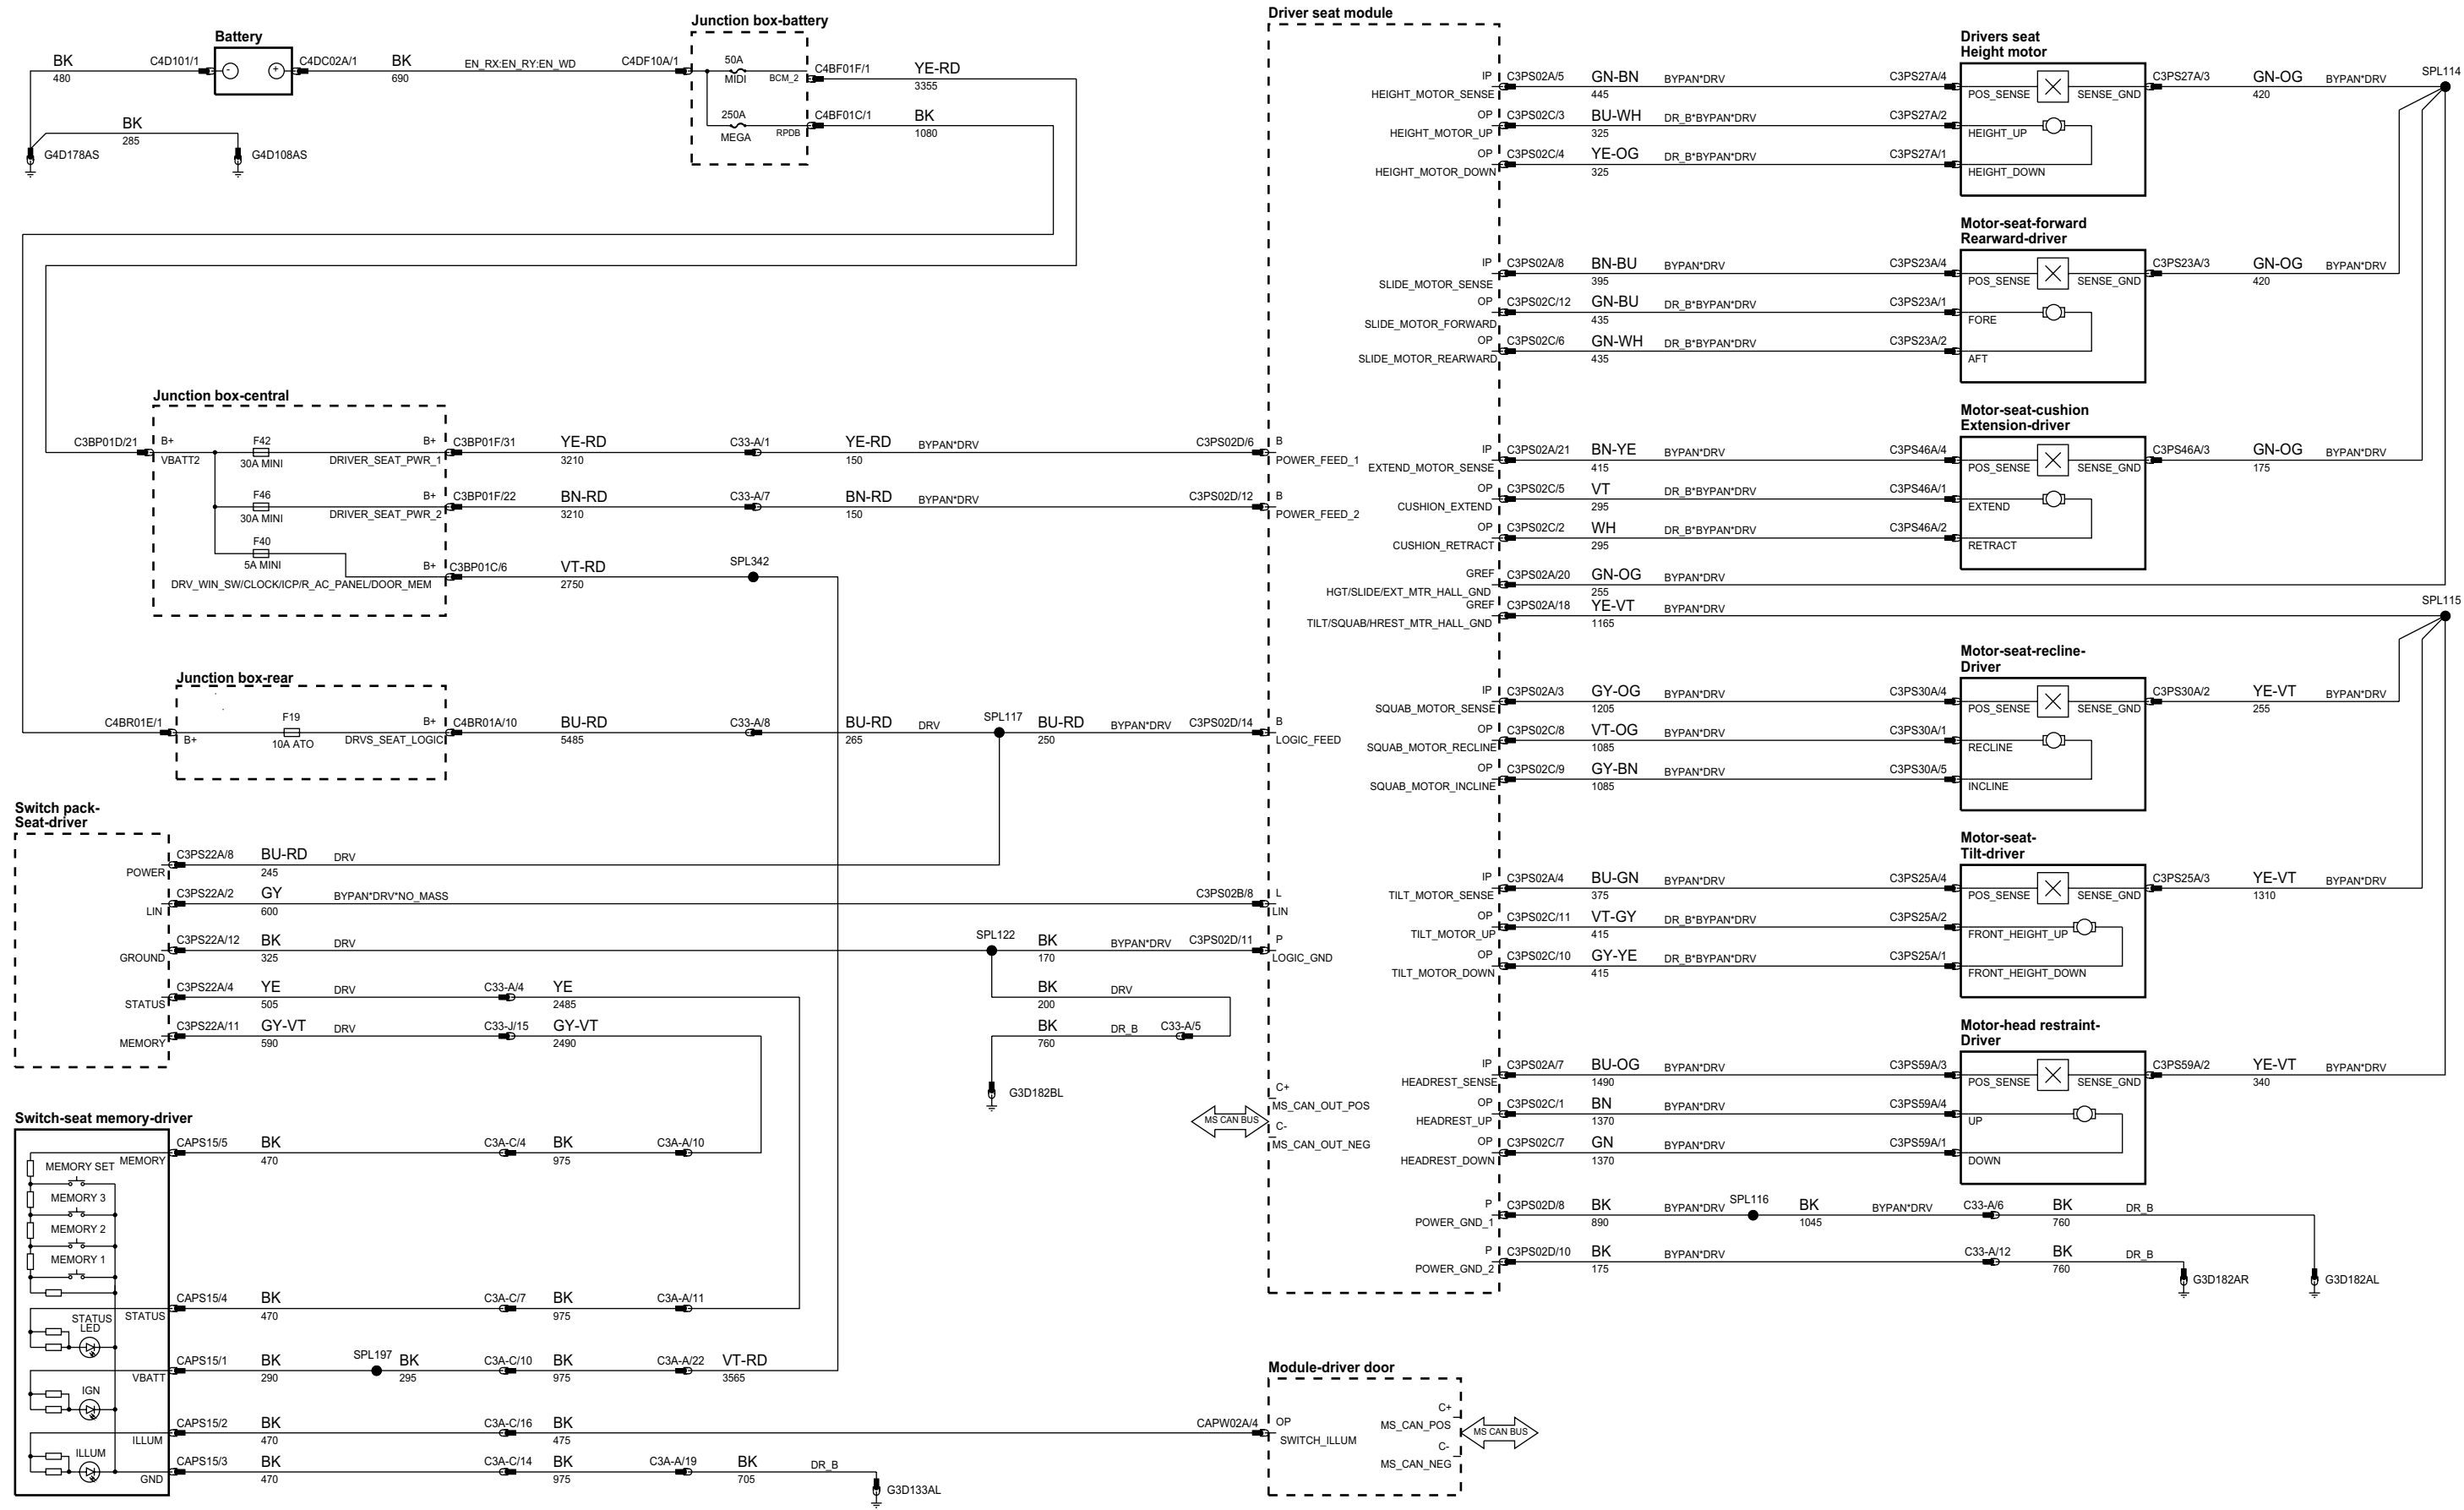 Battery
BK
480
C4D101/1
-
+
C4DC02A/1
BK
690
EN_RX:EN_RY:EN_WD
C4DF10A/1
BK
285
G4D178AS
G4D108AS
Junction box-battery
50A
MIDI
BCM_2
C4BF01F/1
YE-RD
3355
250A
MEGA
RPDB
C4BF01C/1
BK
1080
Junction box-central
C3BP01D/21
B+
VBATT2
F42
30A MINI
B+
DRIVER_SEAT_PWR_1
C3BP01F/31
YE-RD
3210
C33-A/1
YE-RD
150
BYPAN*DRV
C3PS02D/6
F46
30A MINI
B+
DRIVER_SEAT_PWR_2
C3BP01F/22
BN-RD
3210
C33-A/7
BN-RD
150
BYPAN*DRV
C3PS02D/12
F40
5A MINI
B+
DRV_WIN_SW/CLOCK/ICP/R_AC_PANEL/DOOR_MEM
C3BP01C/6
VT-RD
2750
SPL342
Junction box-rear
C4BR01E/1
B+
F19
10A ATO
B+
DRVS_SEAT_LOGIC
C4BR01A/10
BU-RD
5485
C33-A/8
BU-RD
265
DRV
SPL117
BU-RD
250
BYPAN*DRV
C3PS02D/14
Switch pack-
Seat-driver
POWER
C3PS22A/8
BU-RD
245
DRV
LIN
C3PS22A/2
GY
600
BYPAN*DRV*NO_MASS
C3PS02B/8
GROUND
C3PS22A/12
BK
325
DRV
SPL122
BK
170
BYPAN*DRV
C3PS02D/11
STATUS
C3PS22A/4
YE
505
DRV
C33-A/4
YE
2485
BK
200
DRV
MEMORY
C3PS22A/11
GY-VT
590
DRV
C33-J/15
GY-VT
2490
BK
760
DR_B
C33-A/5
G3D182BL
Switch-seat memory-driver
MEMORY SET
MEMORY 3
MEMORY 2
MEMORY 1
MEMORY
CAPS15/5
BK
470
C3A-C/4
BK
975
C3A-A/10
STATUS
LED
STATUS
CAPS15/4
BK
470
C3A-C/7
BK
975
C3A-A/11
IGN
VBATT
CAPS15/1
BK
290
SPL197
BK
295
C3A-C/10
BK
975
C3A-A/22
VT-RD
3565
ILLUM
CAPS15/2
BK
470
C3A-C/16
BK
475
CAPW02A/4
ILLUM
GND
CAPS15/3
BK
470
C3A-C/14
BK
975
C3A-A/19
BK
705
DR_B
G3D133AL
Driver seat module
B
POWER_FEED_1
B
POWER_FEED_2
B
LOGIC_FEED
L
LIN
P
LOGIC_GND
MS CAN BUS
C+
MS_CAN_OUT_POS
C-
MS_CAN_OUT_NEG
IP
HEIGHT_MOTOR_SENSE
C3PS02A/5
GN-BN
445
BYPAN*DRV
C3PS27A/4
OP
HEIGHT_MOTOR_UP
C3PS02C/3
BU-WH
325
DR_B*BYPAN*DRV
C3PS27A/2
OP
HEIGHT_MOTOR_DOWN
C3PS02C/4
YE-OG
325
DR_B*BYPAN*DRV
C3PS27A/1
Drivers seat
Height motor
POS_SENSE
SENSE_GND
HEIGHT_UP
HEIGHT_DOWN
C3PS27A/3
GN-OG
420
BYPAN*DRV
SPL114
IP
SLIDE_MOTOR_SENSE
C3PS02A/8
BN-BU
395
BYPAN*DRV
C3PS23A/4
OP
SLIDE_MOTOR_FORWARD
C3PS02C/12
GN-BU
435
DR_B*BYPAN*DRV
C3PS23A/1
OP
SLIDE_MOTOR_REARWARD
C3PS02C/6
GN-WH
435
DR_B*BYPAN*DRV
C3PS23A/2
Motor-seat-forward
Rearward-driver
POS_SENSE
SENSE_GND
FORE
AFT
C3PS23A/3
GN-OG
420
BYPAN*DRV
IP
EXTEND_MOTOR_SENSE
C3PS02A/21
BN-YE
415
BYPAN*DRV
C3PS46A/4
OP
CUSHION_EXTEND
C3PS02C/5
VT
295
DR_B*BYPAN*DRV
C3PS46A/1
OP
CUSHION_RETRACT
C3PS02C/2
WH
295
DR_B*BYPAN*DRV
C3PS46A/2
Motor-seat-cushion
Extension-driver
POS_SENSE
SENSE_GND
EXTEND
RETRACT
C3PS46A/3
GN-OG
175
BYPAN*DRV
GREF
HGT/SLIDE/EXT_MTR_HALL_GND
C3PS02A/20
GN-OG
255
BYPAN*DRV
GREF
TILT/SQUAB/HREST_MTR_HALL_GND
C3PS02A/18
YE-VT
1165
BYPAN*DRV
SPL115
IP
SQUAB_MOTOR_SENSE
C3PS02A/3
GY-OG
1205
BYPAN*DRV
C3PS30A/4
OP
SQUAB_MOTOR_RECLINE
C3PS02C/8
VT-OG
1085
BYPAN*DRV
C3PS30A/1
OP
SQUAB_MOTOR_INCLINE
C3PS02C/9
GY-BN
1085
BYPAN*DRV
C3PS30A/5
Motor-seat-recline-
Driver
POS_SENSE
SENSE_GND
RECLINE
INCLINE
C3PS30A/2
YE-VT
255
BYPAN*DRV
IP
TILT_MOTOR_SENSE
C3PS02A/4
BU-GN
375
BYPAN*DRV
C3PS25A/4
OP
TILT_MOTOR_UP
C3PS02C/11
VT-GY
415
DR_B*BYPAN*DRV
C3PS25A/2
OP
TILT_MOTOR_DOWN
C3PS02C/10
GY-YE
415
DR_B*BYPAN*DRV
C3PS25A/1
Motor-seat-
Tilt-driver
POS_SENSE
SENSE_GND
FRONT_HEIGHT_UP
FRONT_HEIGHT_DOWN
C3PS25A/3
YE-VT
1310
BYPAN*DRV
IP
HEADREST_SENSE
C3PS02A/7
BU-OG
1490
BYPAN*DRV
C3PS59A/3
OP
HEADREST_UP
C3PS02C/1
BN
1370
BYPAN*DRV
C3PS59A/4
OP
HEADREST_DOWN
C3PS02C/7
GN
1370
BYPAN*DRV
C3PS59A/1
Motor-head restraint-
Driver
POS_SENSE
SENSE_GND
UP
DOWN
C3PS59A/2
YE-VT
340
BYPAN*DRV
P
POWER_GND_1
C3PS02D/8
BK
890
BYPAN*DRV
SPL116
BK
1045
BYPAN*DRV
C33-A/6
BK
760
DR_B
P
POWER_GND_2
C3PS02D/10
BK
175
BYPAN*DRV
C33-A/12
BK
760
DR_B
G3D182AR
G3D182AL
Module-driver door
OP
SWITCH_ILLUM
C+
MS_CAN_POS
C-
MS_CAN_NEG
MS CAN BUS